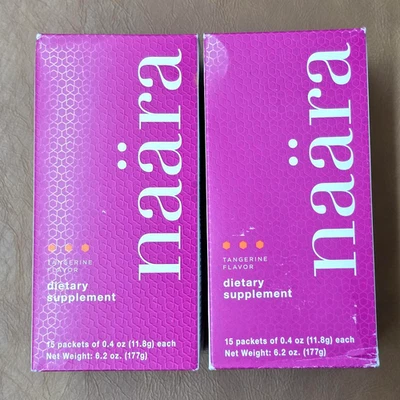 naära
TANGERINE
FLAVOR
dietary
supplement
15 packets of 0.4 oz (11.8g) each
Net Weight: 6.2 oz. (177g)
naära
TANGERINE
FLAVOR
dietary
supplement
15 packets of 0.4 oz (11.8g) each
Net Weight: 6.2 oz. (177g)